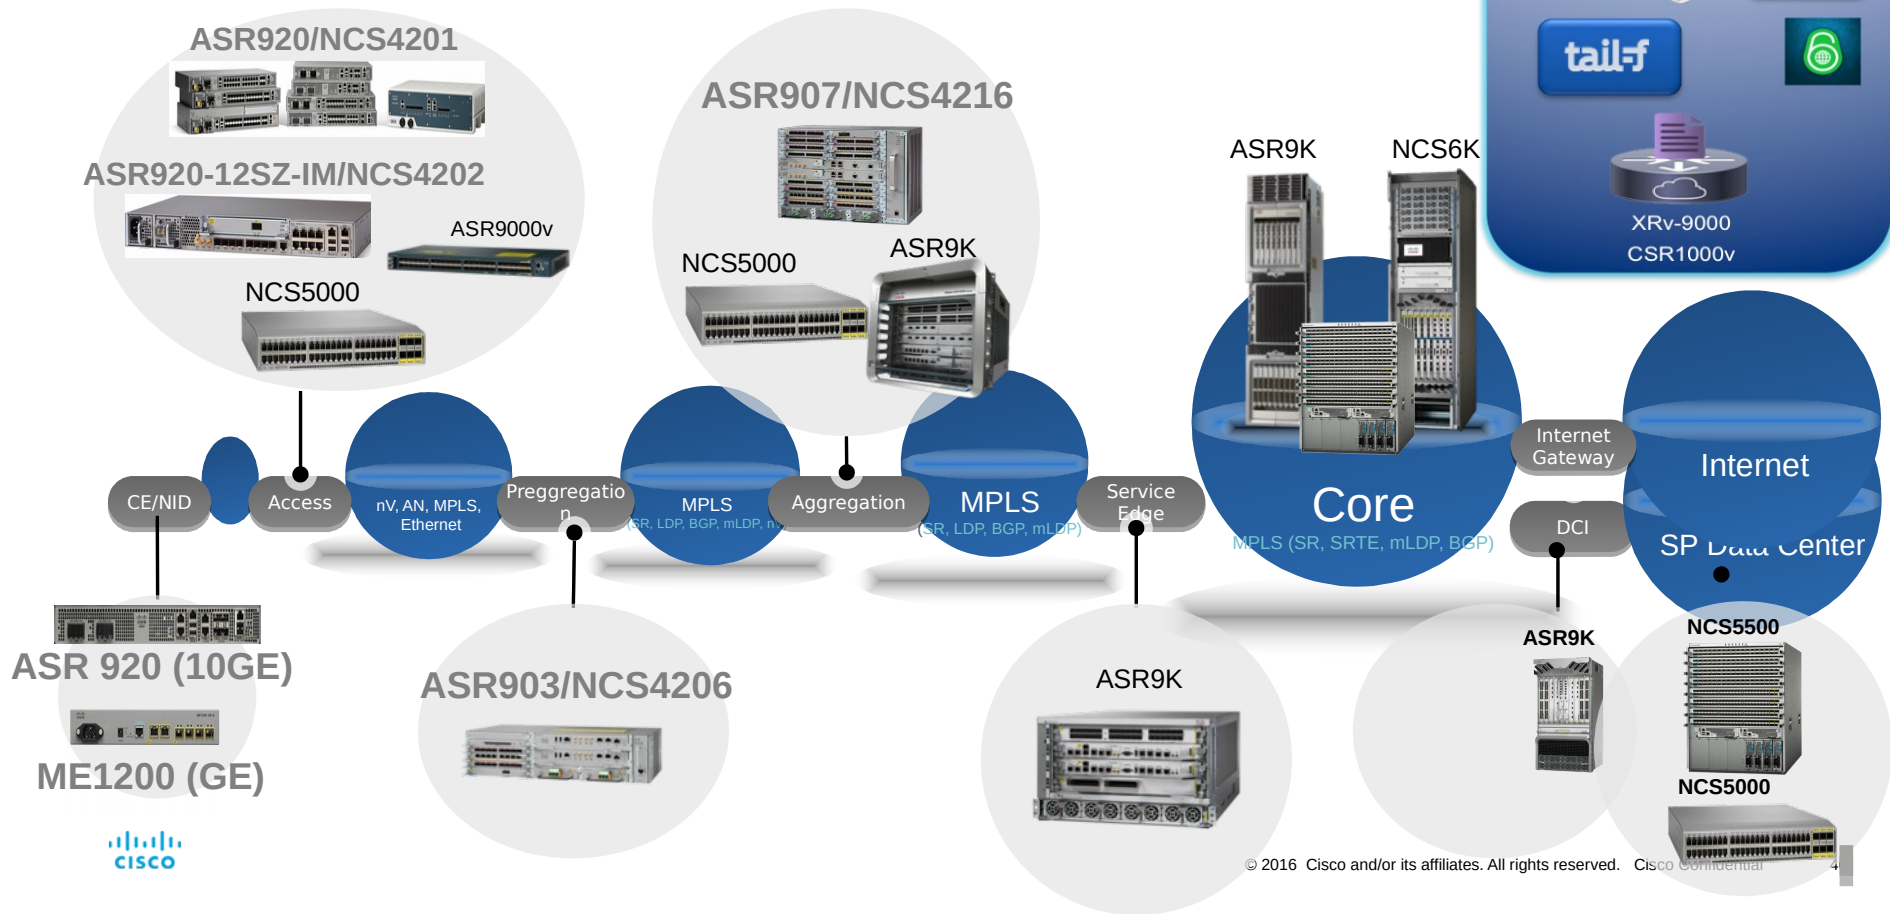 ASR920/NCS4201
ASR920-12SZ-IM/NCS4202
ASR9000v
NCS5000
ASR907/NCS4216
NCS5000
ASR9K
ASR9K
NCS6K
tail-f
XRv-9000
CSR1000v
CE/NID
Access
nV, AN, MPLS,
Ethernet
Preggregatio
n
MPLS
(SR, LDP, BGP, mLDP, nV
Aggregation
MPLS
(SR, LDP, BGP, mLDP)
Service
Edge
Core
MPLS (SR, SRTE, mLDP, BGP)
Internet
Gateway
Internet
DCI
SP Data Center
ASR 920 (10GE)
ME1200 (GE)
ASR903/NCS4206
ASR9K
ASR9K
NCS5500
NCS5000
CISCO
© 2016 Cisco and/or its affiliates. All rights reserved. Cisco Confidential
4